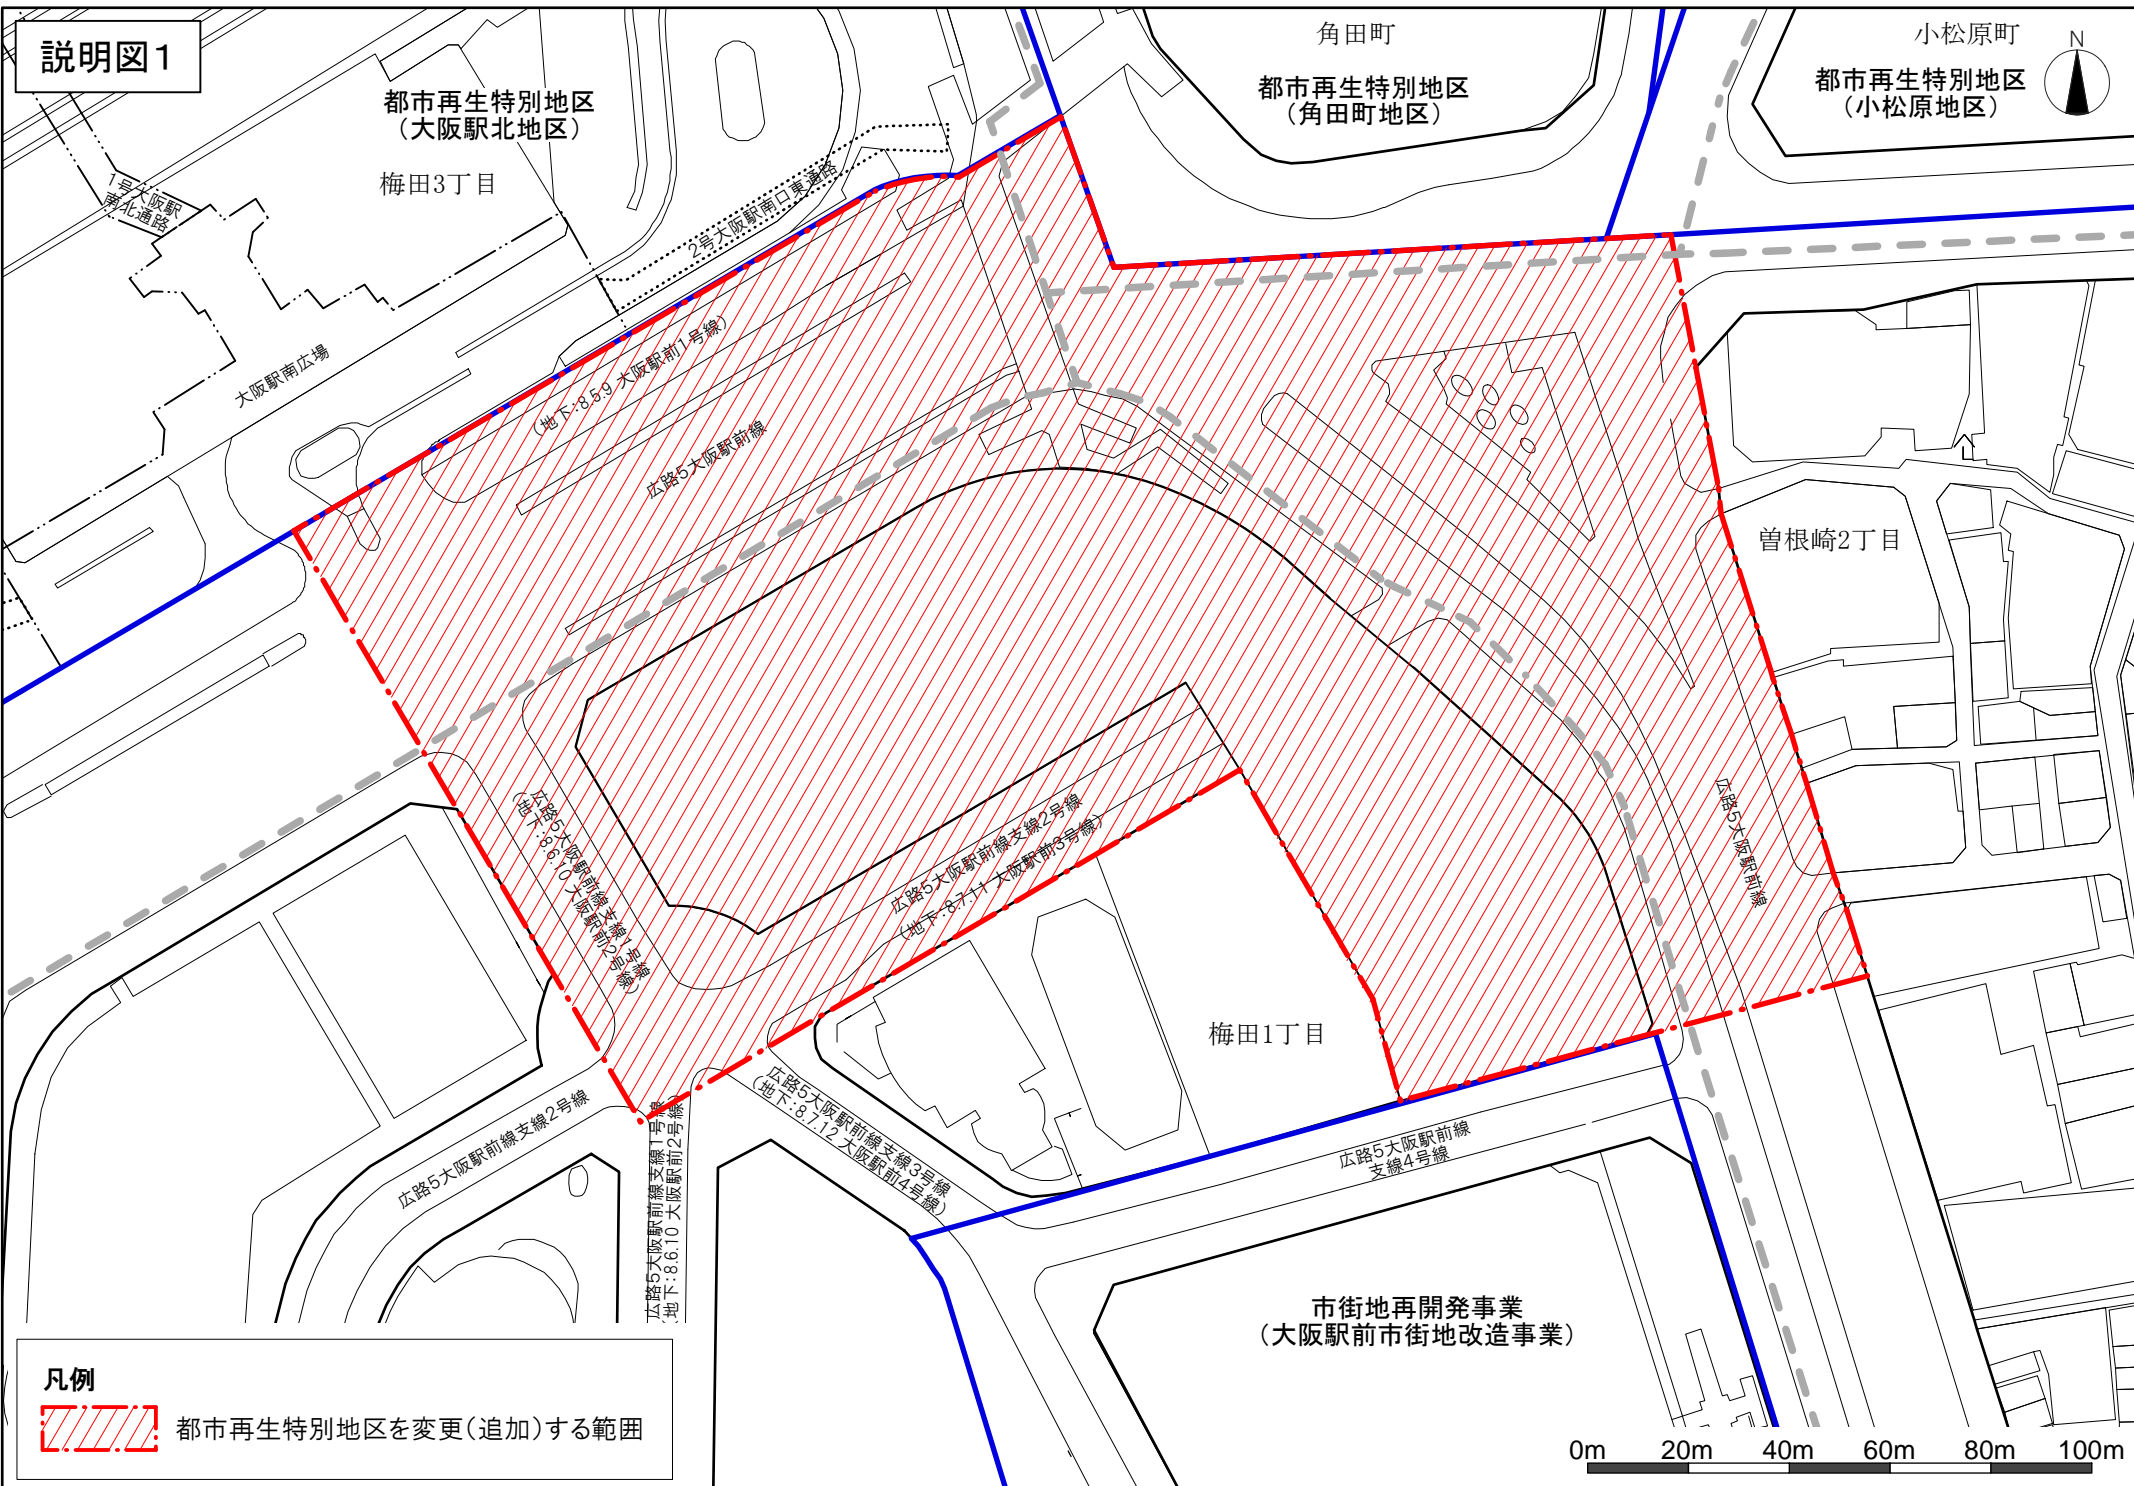 説明図1
角田町
小松原町
N
都市再生特別地区
（大阪駅北地区）
都市再生特別地区
（角田町地区）
都市再生特別地区
（小松原地区）
梅田3丁目
1号大阪駅
南北通路
2号大阪駅南口東通路
大阪駅南広場
（地下:8.5.9 大阪駅前1号線）
広路5大阪駅前線
曽根崎2丁目
広路5大阪駅前線支線1号線
（地下:8.6.10 大阪駅前2号線）
広路5大阪駅前線支線2号線
（地下:8.7.11 大阪駅前3号線）
広路5大阪駅前線
梅田1丁目
広路5大阪駅前線支線2号線
広路5大阪駅前線支線1号線
（地下:8.6.10 大阪駅前2号線）
広路5大阪駅前線支線3号線
（地下:8.7.12 大阪駅前4号線）
広路5大阪駅前線
支線4号線
市街地再開発事業
（大阪駅前市街地改造事業）
凡例
都市再生特別地区を変更（追加）する範囲
0m 20m 40m 60m 80m 100m